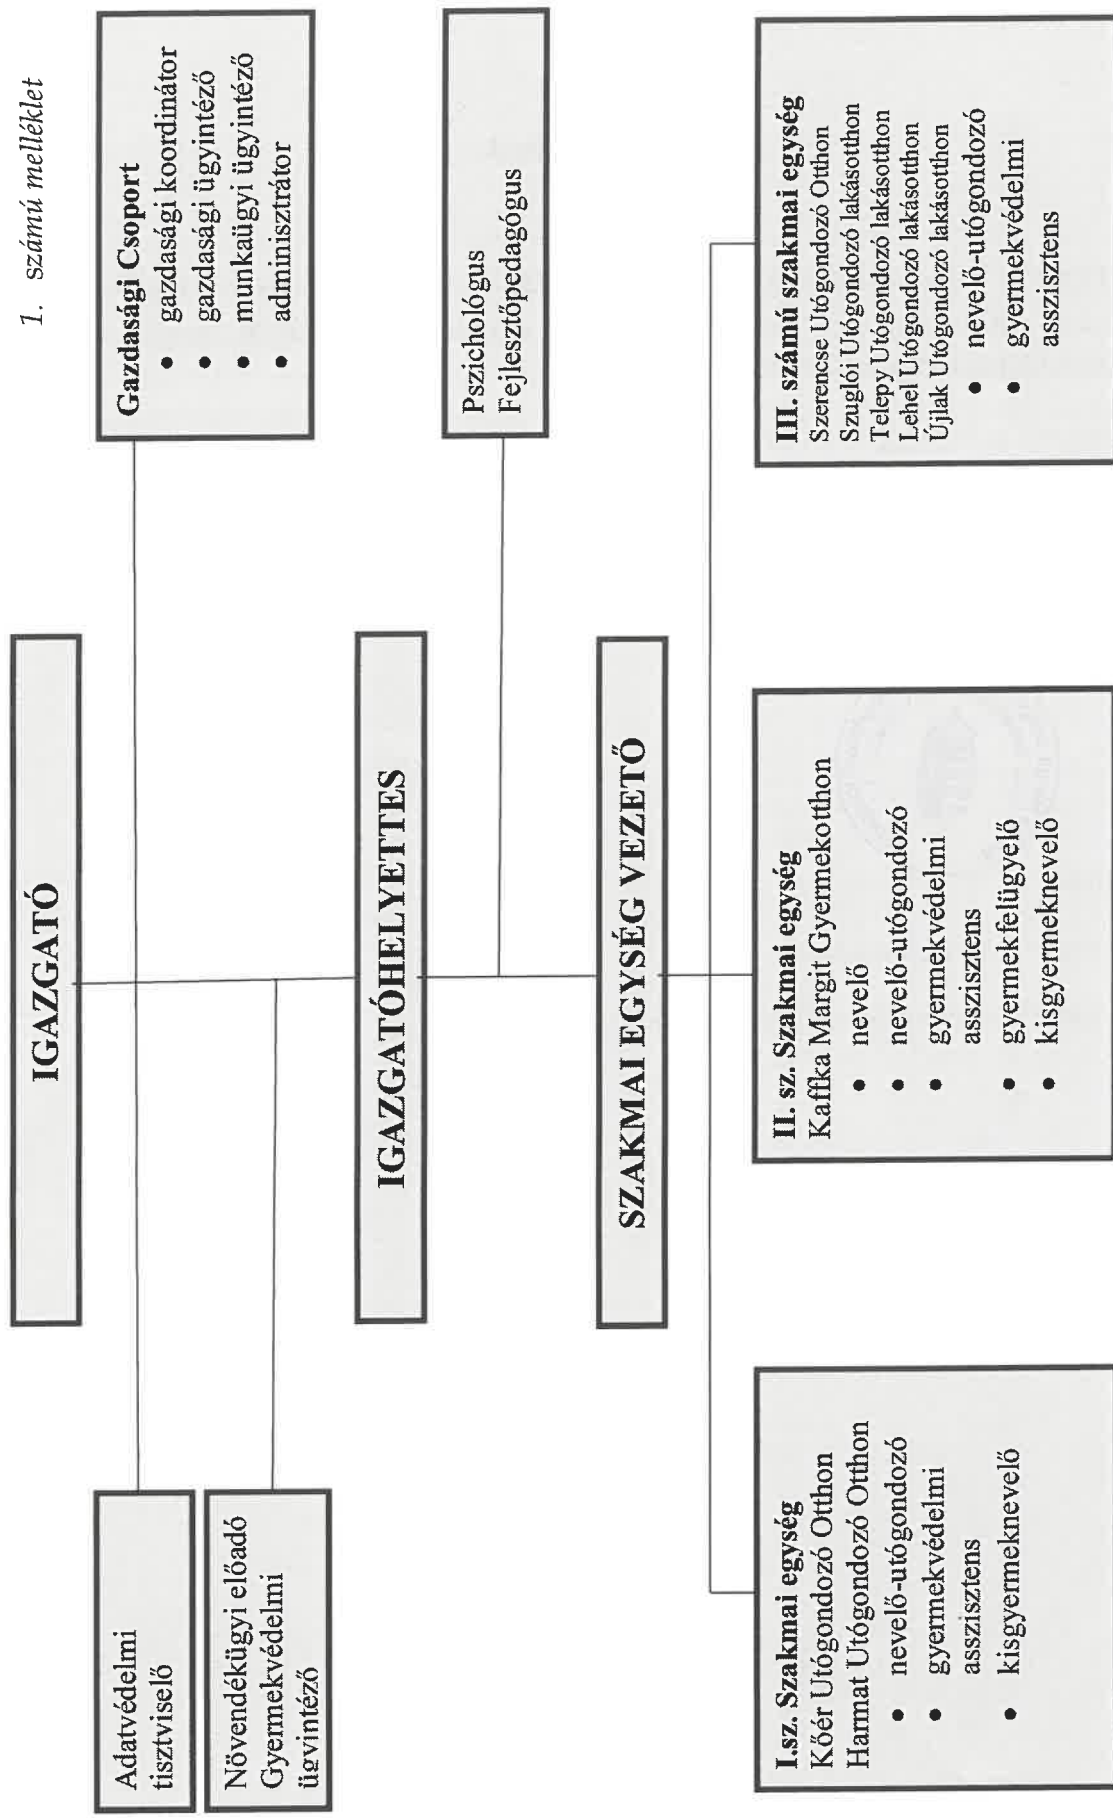 1. számú melléklet
IGAZGATÓ
Adatvédelmi
tisztviselő
Gazdasági Csoport
• gazdasági koordinátor
• gazdasági ügyintéző
• munkaügyi ügyintéző
• adminisztrátor
Növendékügyi előadó
Gyermekvédelmi
ügyintéző
IGAZGATÓHELYETTES
Pszichológus
Fejlesztőpedagógus
SZAKMAI EGYSÉG VEZETŐ
I.sz. Szakmai egység
Kőér Utógondozó Otthon
Harmat Utógondozó Otthon
• nevelő-utógondozó
• gyermekvédelmi
asszisztens
• kisgyermeknevelő
II. sz. Szakmai egység
Kaffka Margit Gyermekotthon
• nevelő
• nevelő-utógondozó
• gyermekvédelmi
asszisztens
• gyermekfelügyelő
• kisgyermeknevelő
III. számú szakmai egység
Szerencse Utógondozó Otthon
Szuglói Utógondozó lakásotthon
Telepy Utógondozó lakásotthon
Lehel Utógondozó lakásotthon
Újlak Utógondozó lakásotthon
• nevelő-utógondozó
• gyermekvédelmi
asszisztens